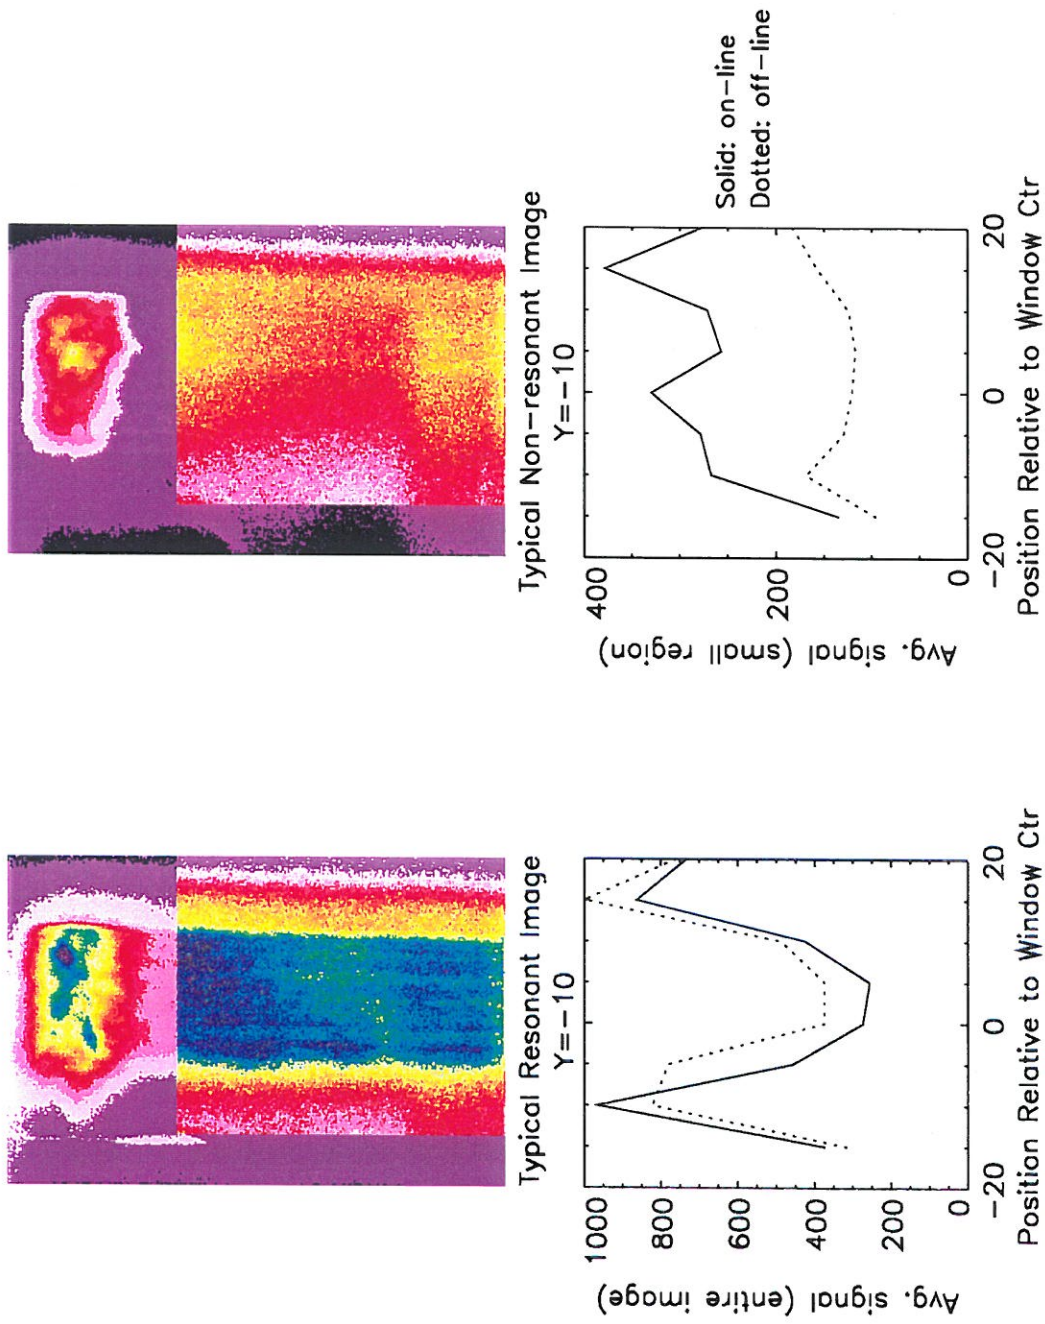 Typical Resonant Image
Y=-10
1000
800
600
400
200
0
-20
0
20
Avg. signal (entire image)
Position Relative to Window Ctr
Typical Non-resonant Image
Y=-10
400
200
0
-20
0
20
Avg. signal (small region)
Position Relative to Window Ctr
Solid: on-line
Dotted: off-line